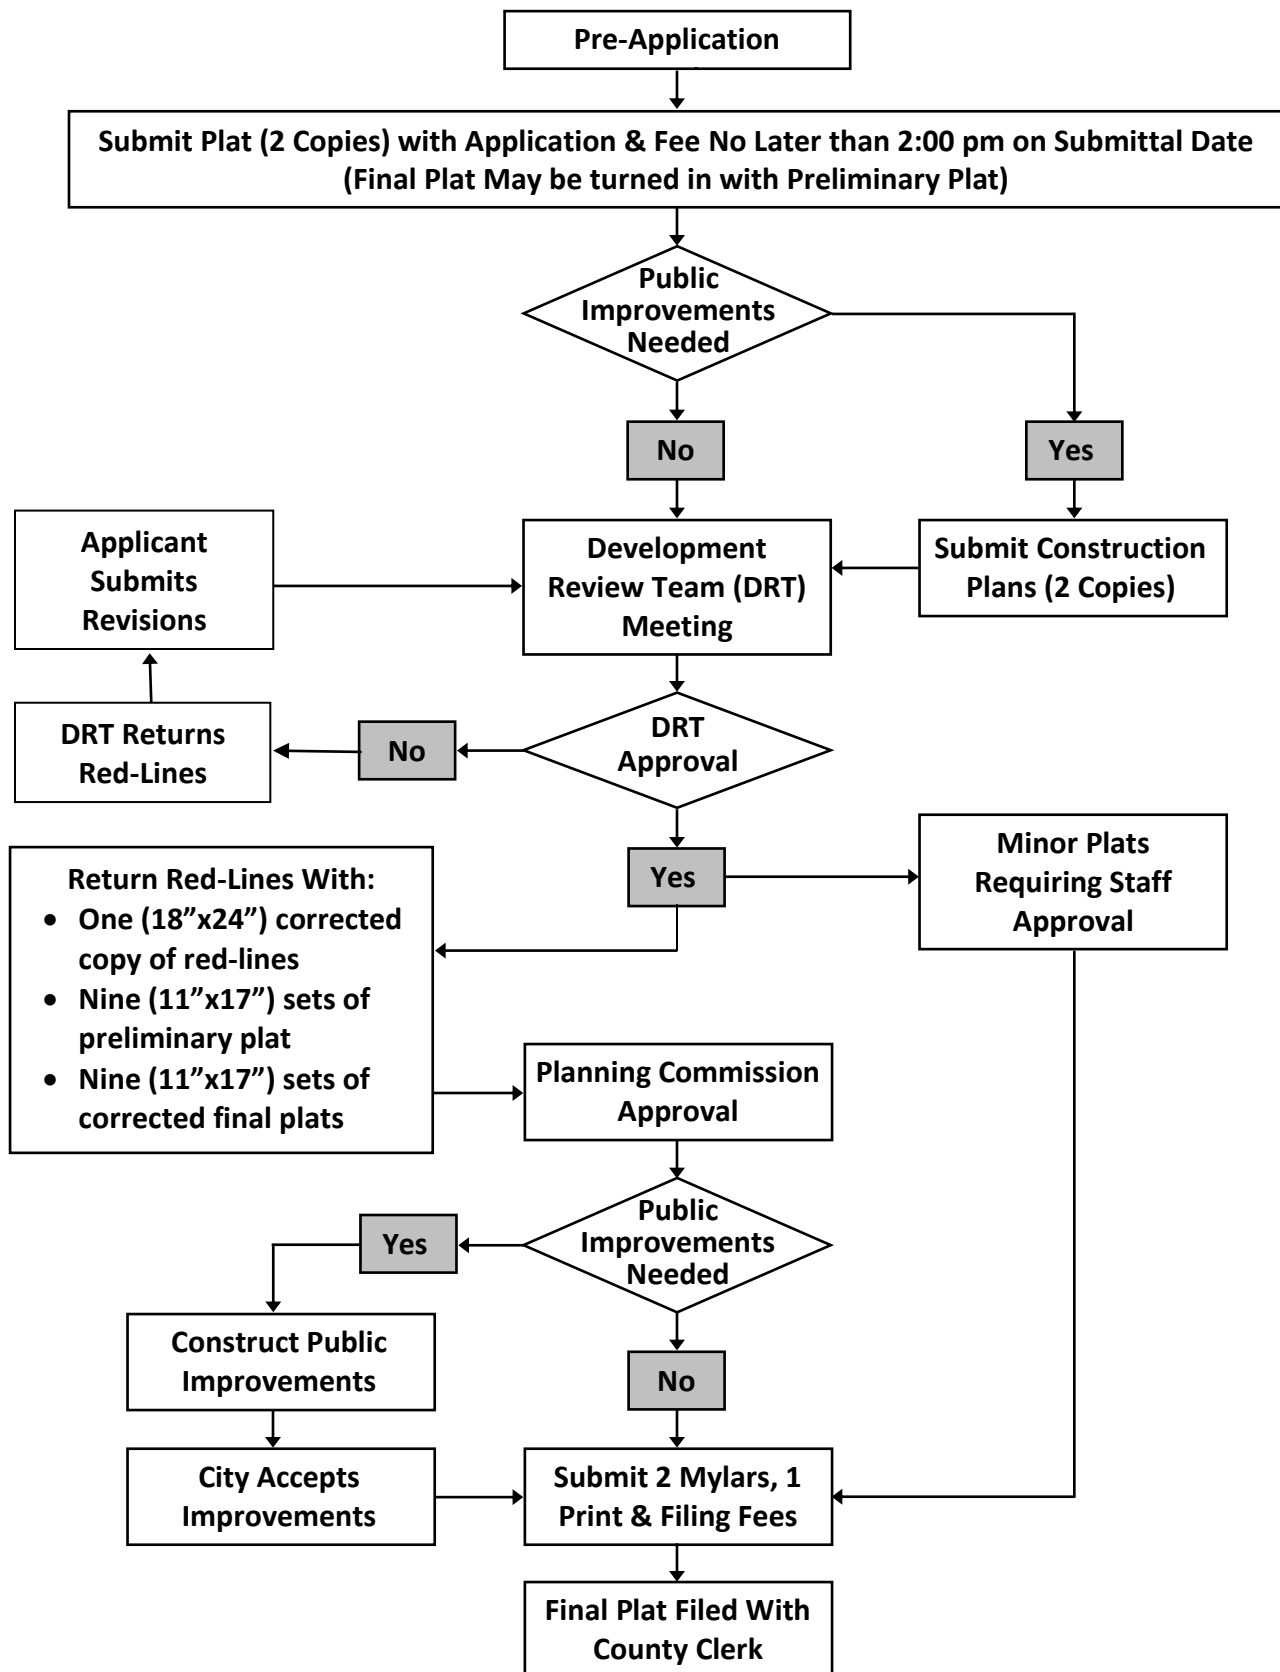 Pre-Application
Submit Plat (2 Copies) with Application & Fee No Later than 2:00 pm on Submittal Date
(Final Plat May be turned in with Preliminary Plat)
Public
Improvements
Needed
No
Yes
Applicant
Submits
Revisions
Development
Review Team (DRT)
Meeting
Submit Construction
Plans (2 Copies)
DRT Returns
Red-Lines
No
DRT
Approval
Yes
Minor Plats
Requiring Staff
Approval
Return Red-Lines With:
• One (18”x24”) corrected
copy of red-lines
• Nine (11”x17”) sets of
preliminary plat
• Nine (11”x17”) sets of
corrected final plats
Planning Commission
Approval
Public
Improvements
Needed
Yes
Construct Public
Improvements
No
City Accepts
Improvements
Submit 2 Mylars, 1
Print & Filing Fees
Final Plat Filed With
County Clerk